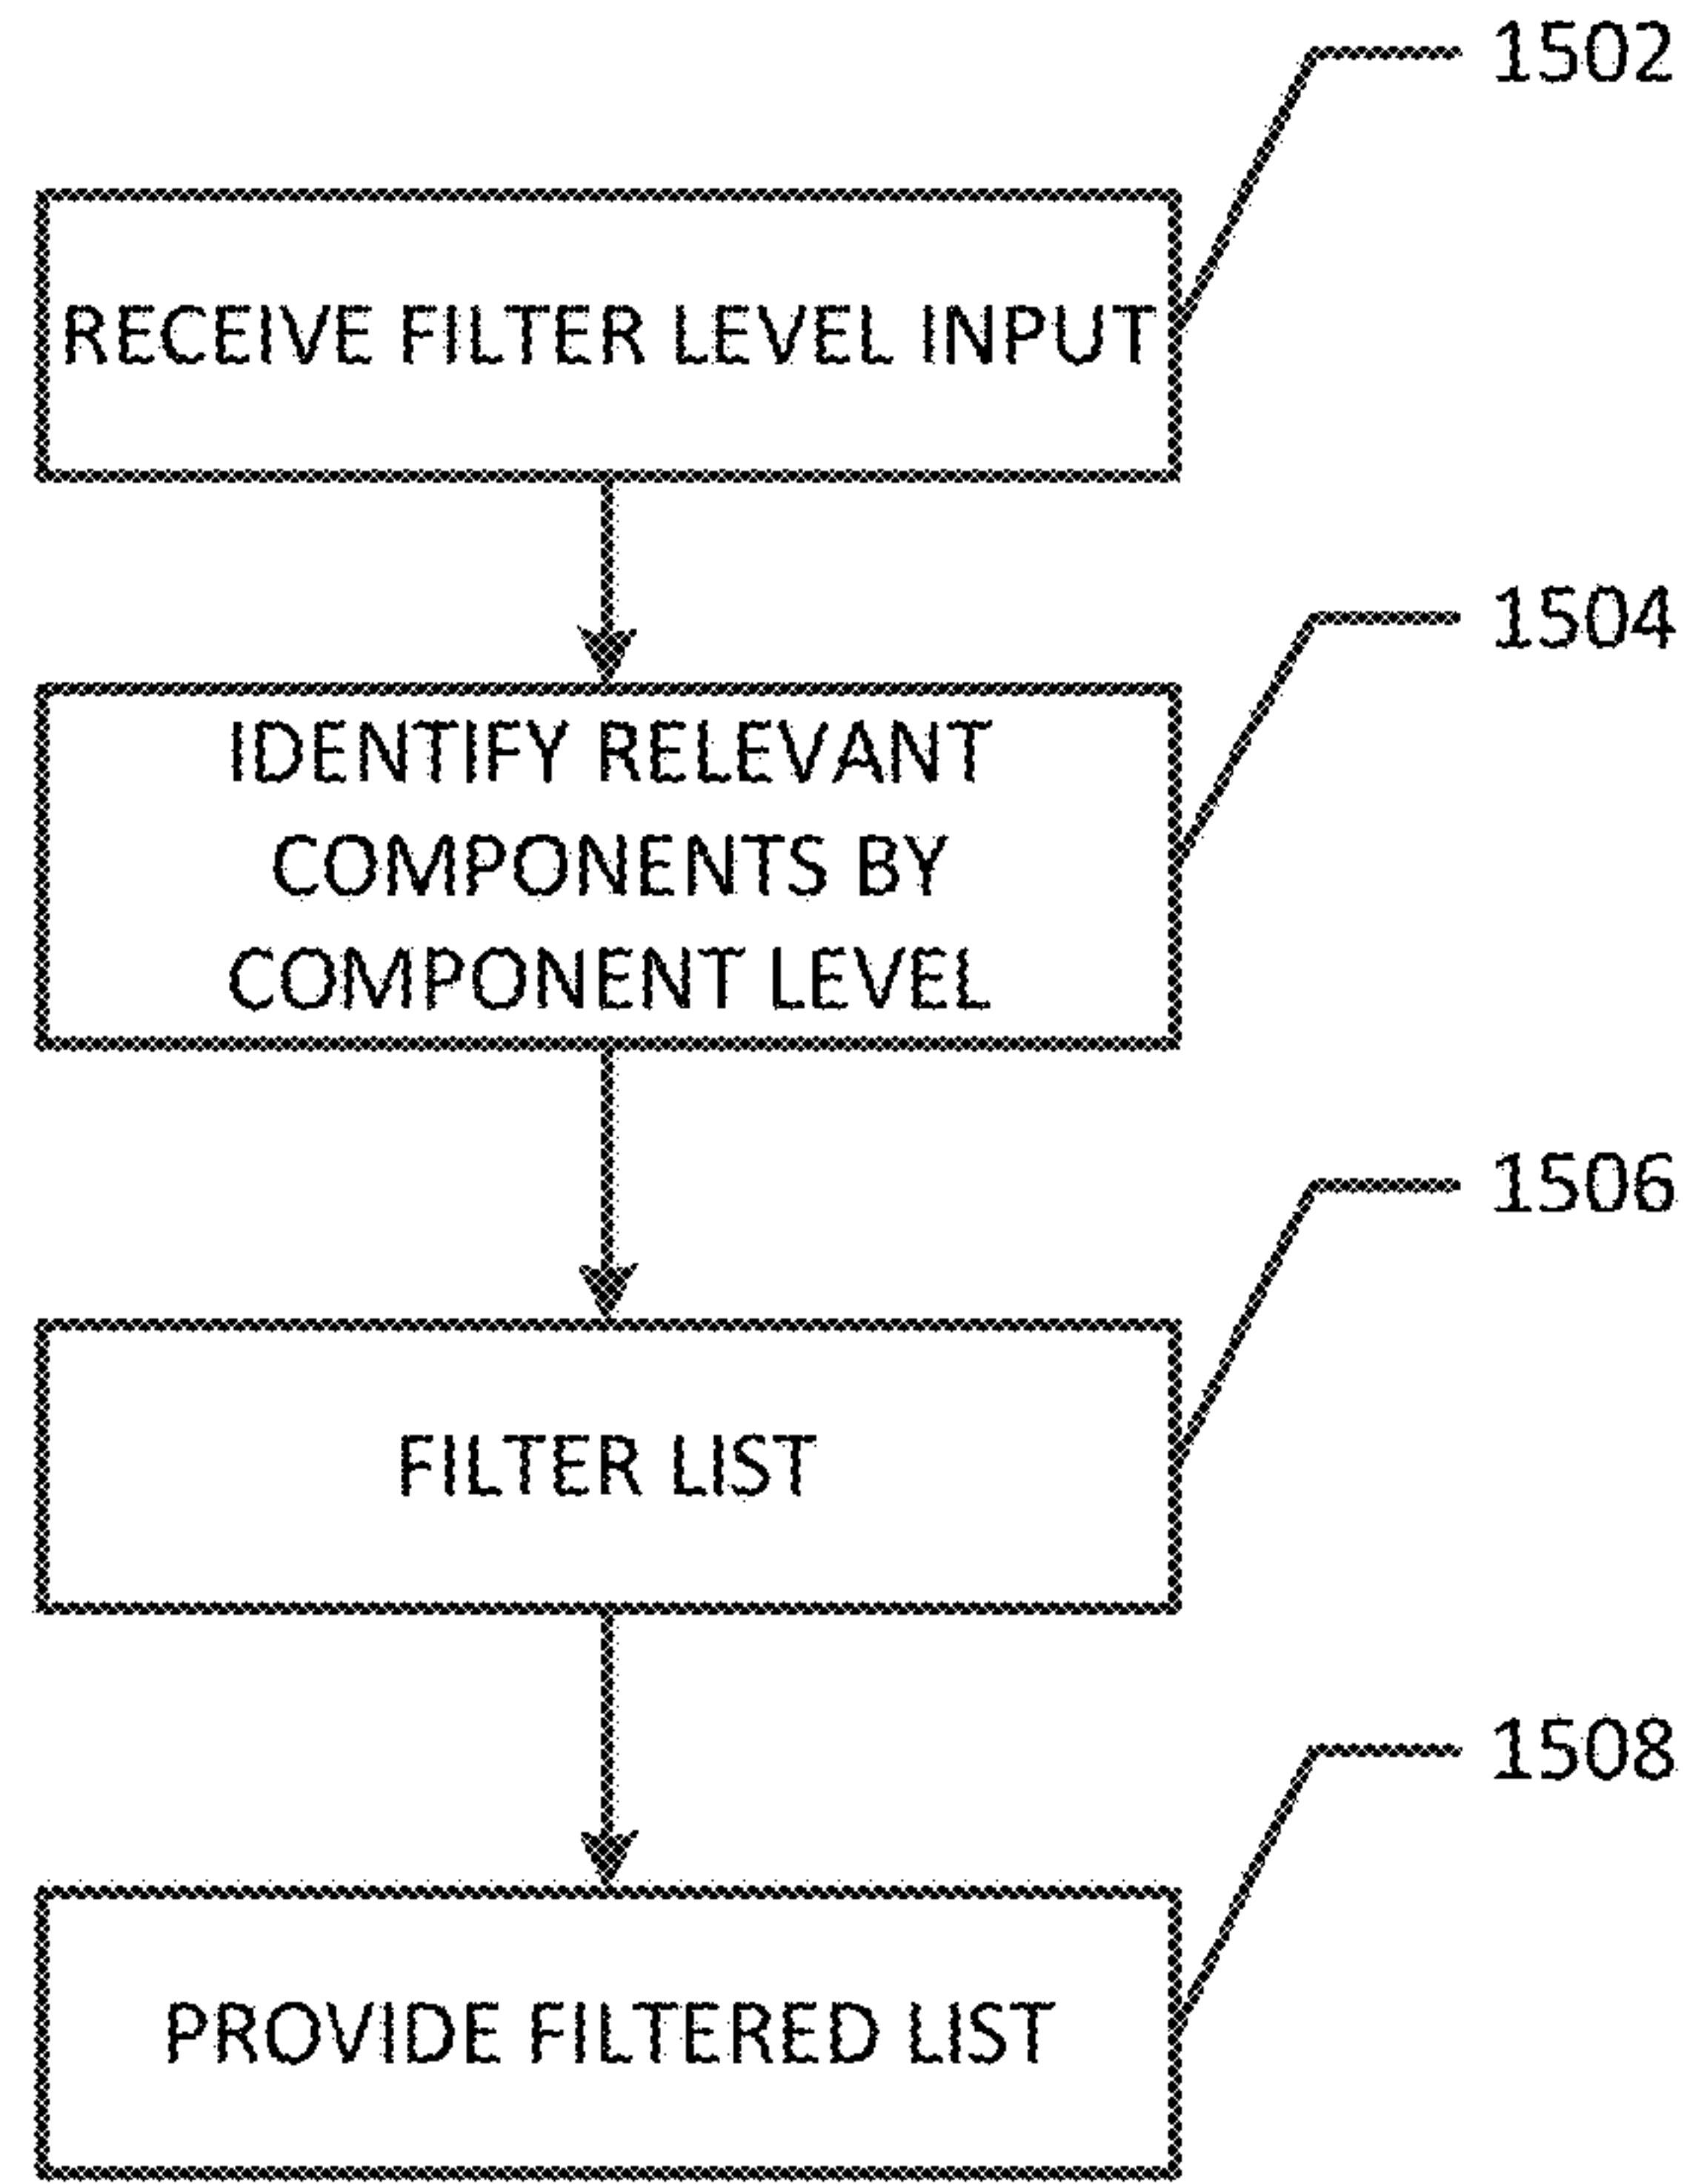 1502
RECEIVE FILTER LEVEL INPUT
1504
IDENTIFY RELEVANT
COMPONENTS BY
COMPONENT LEVEL
1506
FILTER LIST
1508
PROVIDE FILTERED LIST